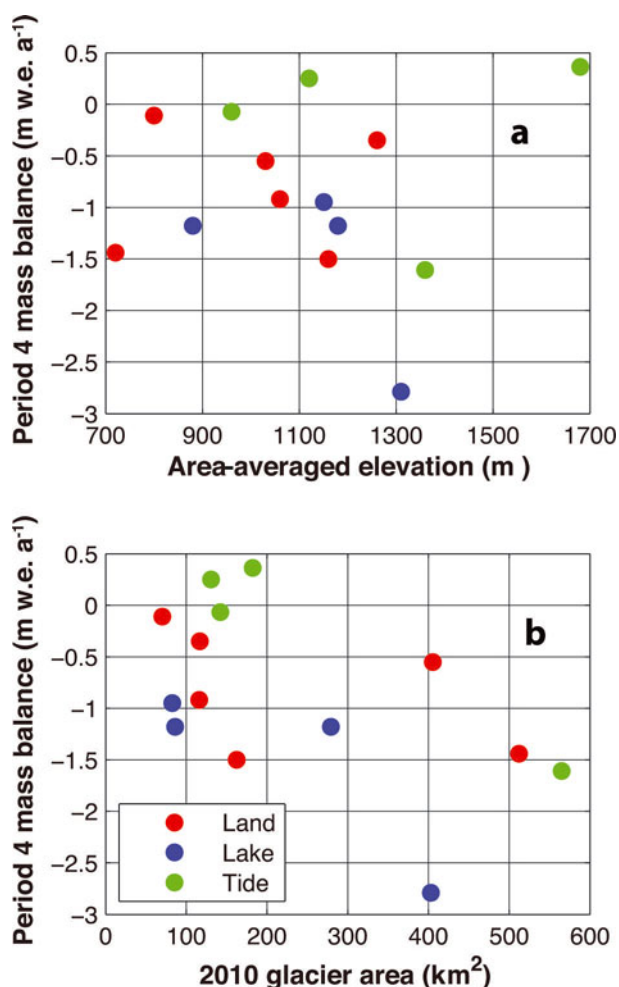 0.5
0
−0.5
−1
−1.5
−2
−2.5
−3
Period 4 mass balance (m w.e. a⁻¹)
a
700 900 1100 1300 1500 1700
Area-averaged elevation (m )
0.5
0
−0.5
−1
−1.5
−2
−2.5
−3
Period 4 mass balance (m w.e. a⁻¹)
b
Land
Lake
Tide
0 100 200 300 400 500 600
2010 glacier area (km²)